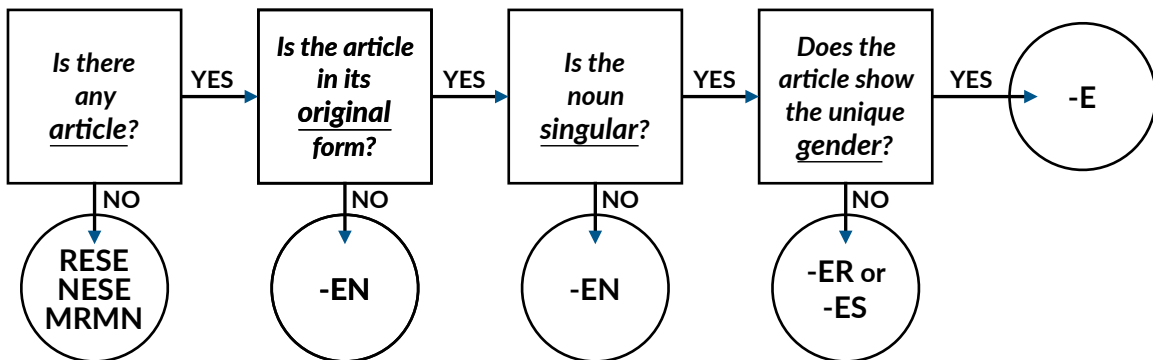 Is there
any
article?
YES
NO
RESE
NESE
MRMN
Is the article
in its
original
form?
YES
NO
-EN
Is the
noun
singular?
YES
NO
-EN
Does the
article show
the unique
gender?
YES
NO
-ER or
-ES
-E